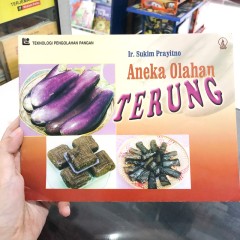 TEKNOLOGI PENGOLAHAN PANGAN
Ir. Sukim Prayitno
Aneka Olahan
TERUNG